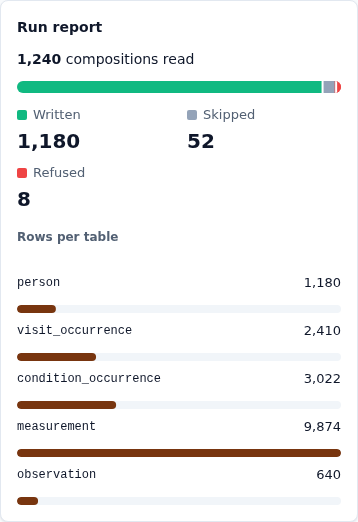 Run report
1,240 compositions read
Written Skipped
1,180 52
Refused
8
Rows per table
person 1,180
visit_occurrence 2,410
condition_occurrence 3,022
measurement 9,874
observation 640